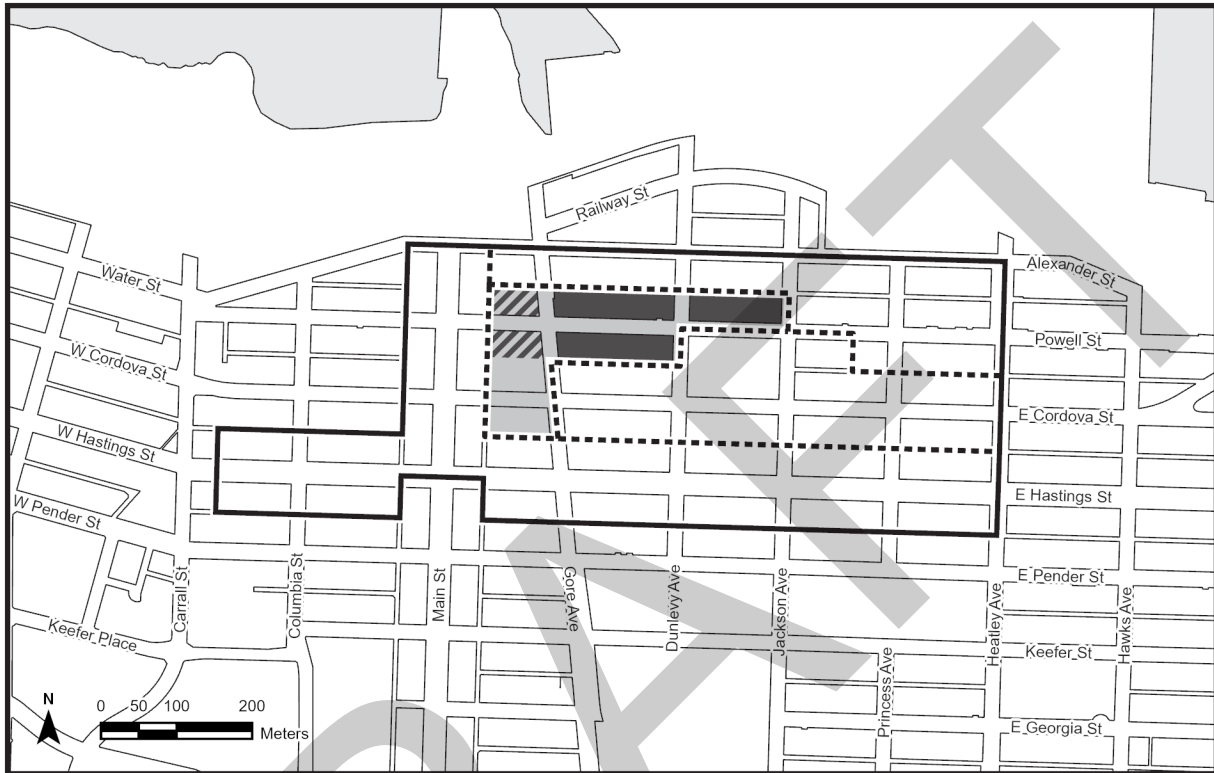 Railway St
Alexander St
Water St
Powell St
W Cordova St
E Cordova St
W Hastings St
E Hastings St
W Pender St
E Pender St
Carrall St
Columbia St
Main St
Gore Ave
Dunlevy Ave
Jackson Ave
Princess Ave
Heatley Ave
Hawks Ave
Keefer Place
Keefer St
E Georgia St
N
0 50 100 200
Meters
DRAFT